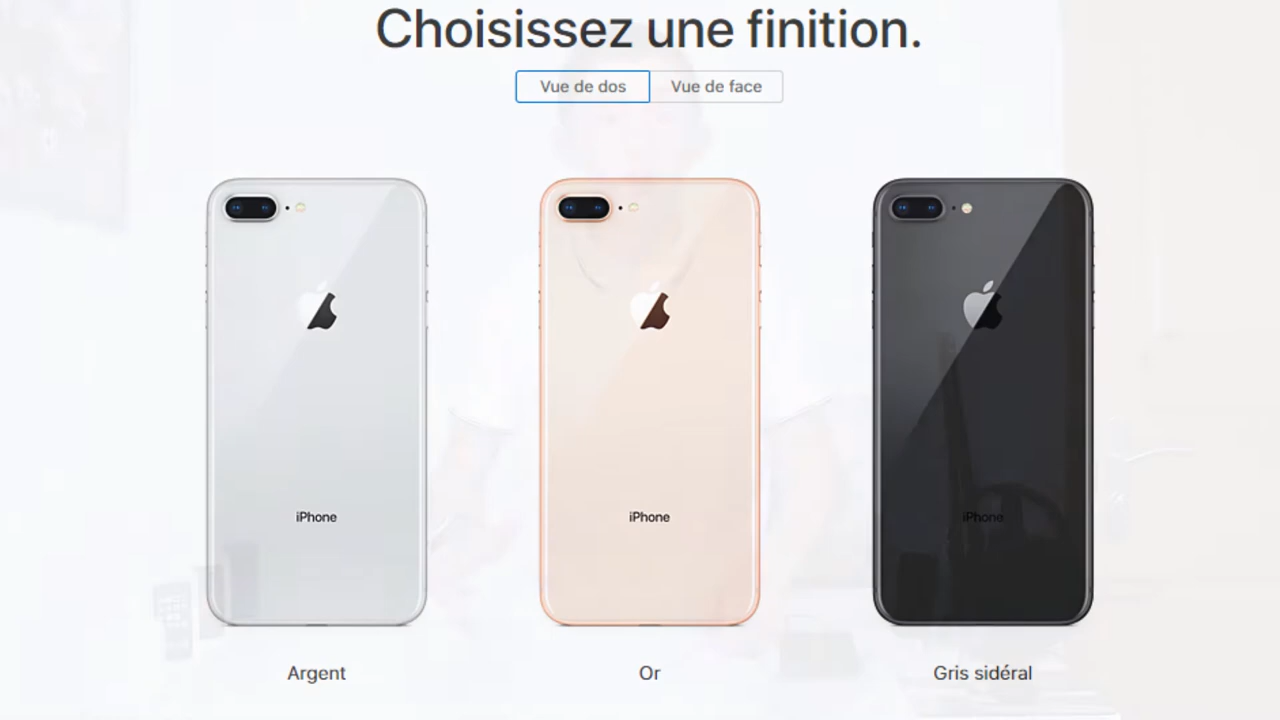 Choisissez une finition.
Vue de dos Vue de face
iPhone iPhone iPhone
Argent Or Gris sidéral